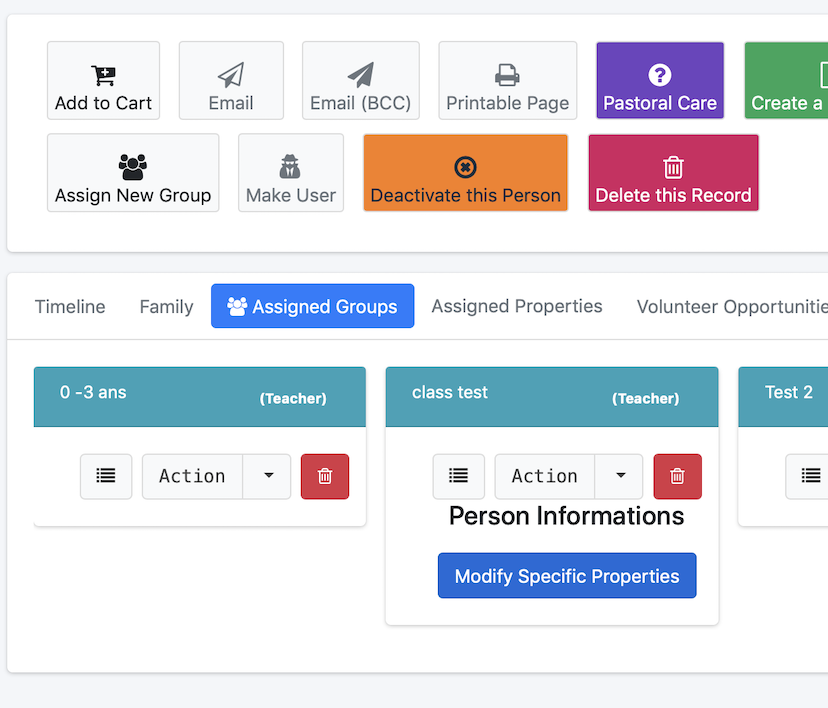 Add to Cart
Email
Email (BCC)
Printable Page
Pastoral Care
Create a
Assign New Group
Make User
Deactivate this Person
Delete this Record
Timeline
Family
Assigned Groups
Assigned Properties
Volunteer Opportunitie
0 -3 ans
(Teacher)
class test
(Teacher)
Test 2
Action
Action
Person Informations
Modify Specific Properties